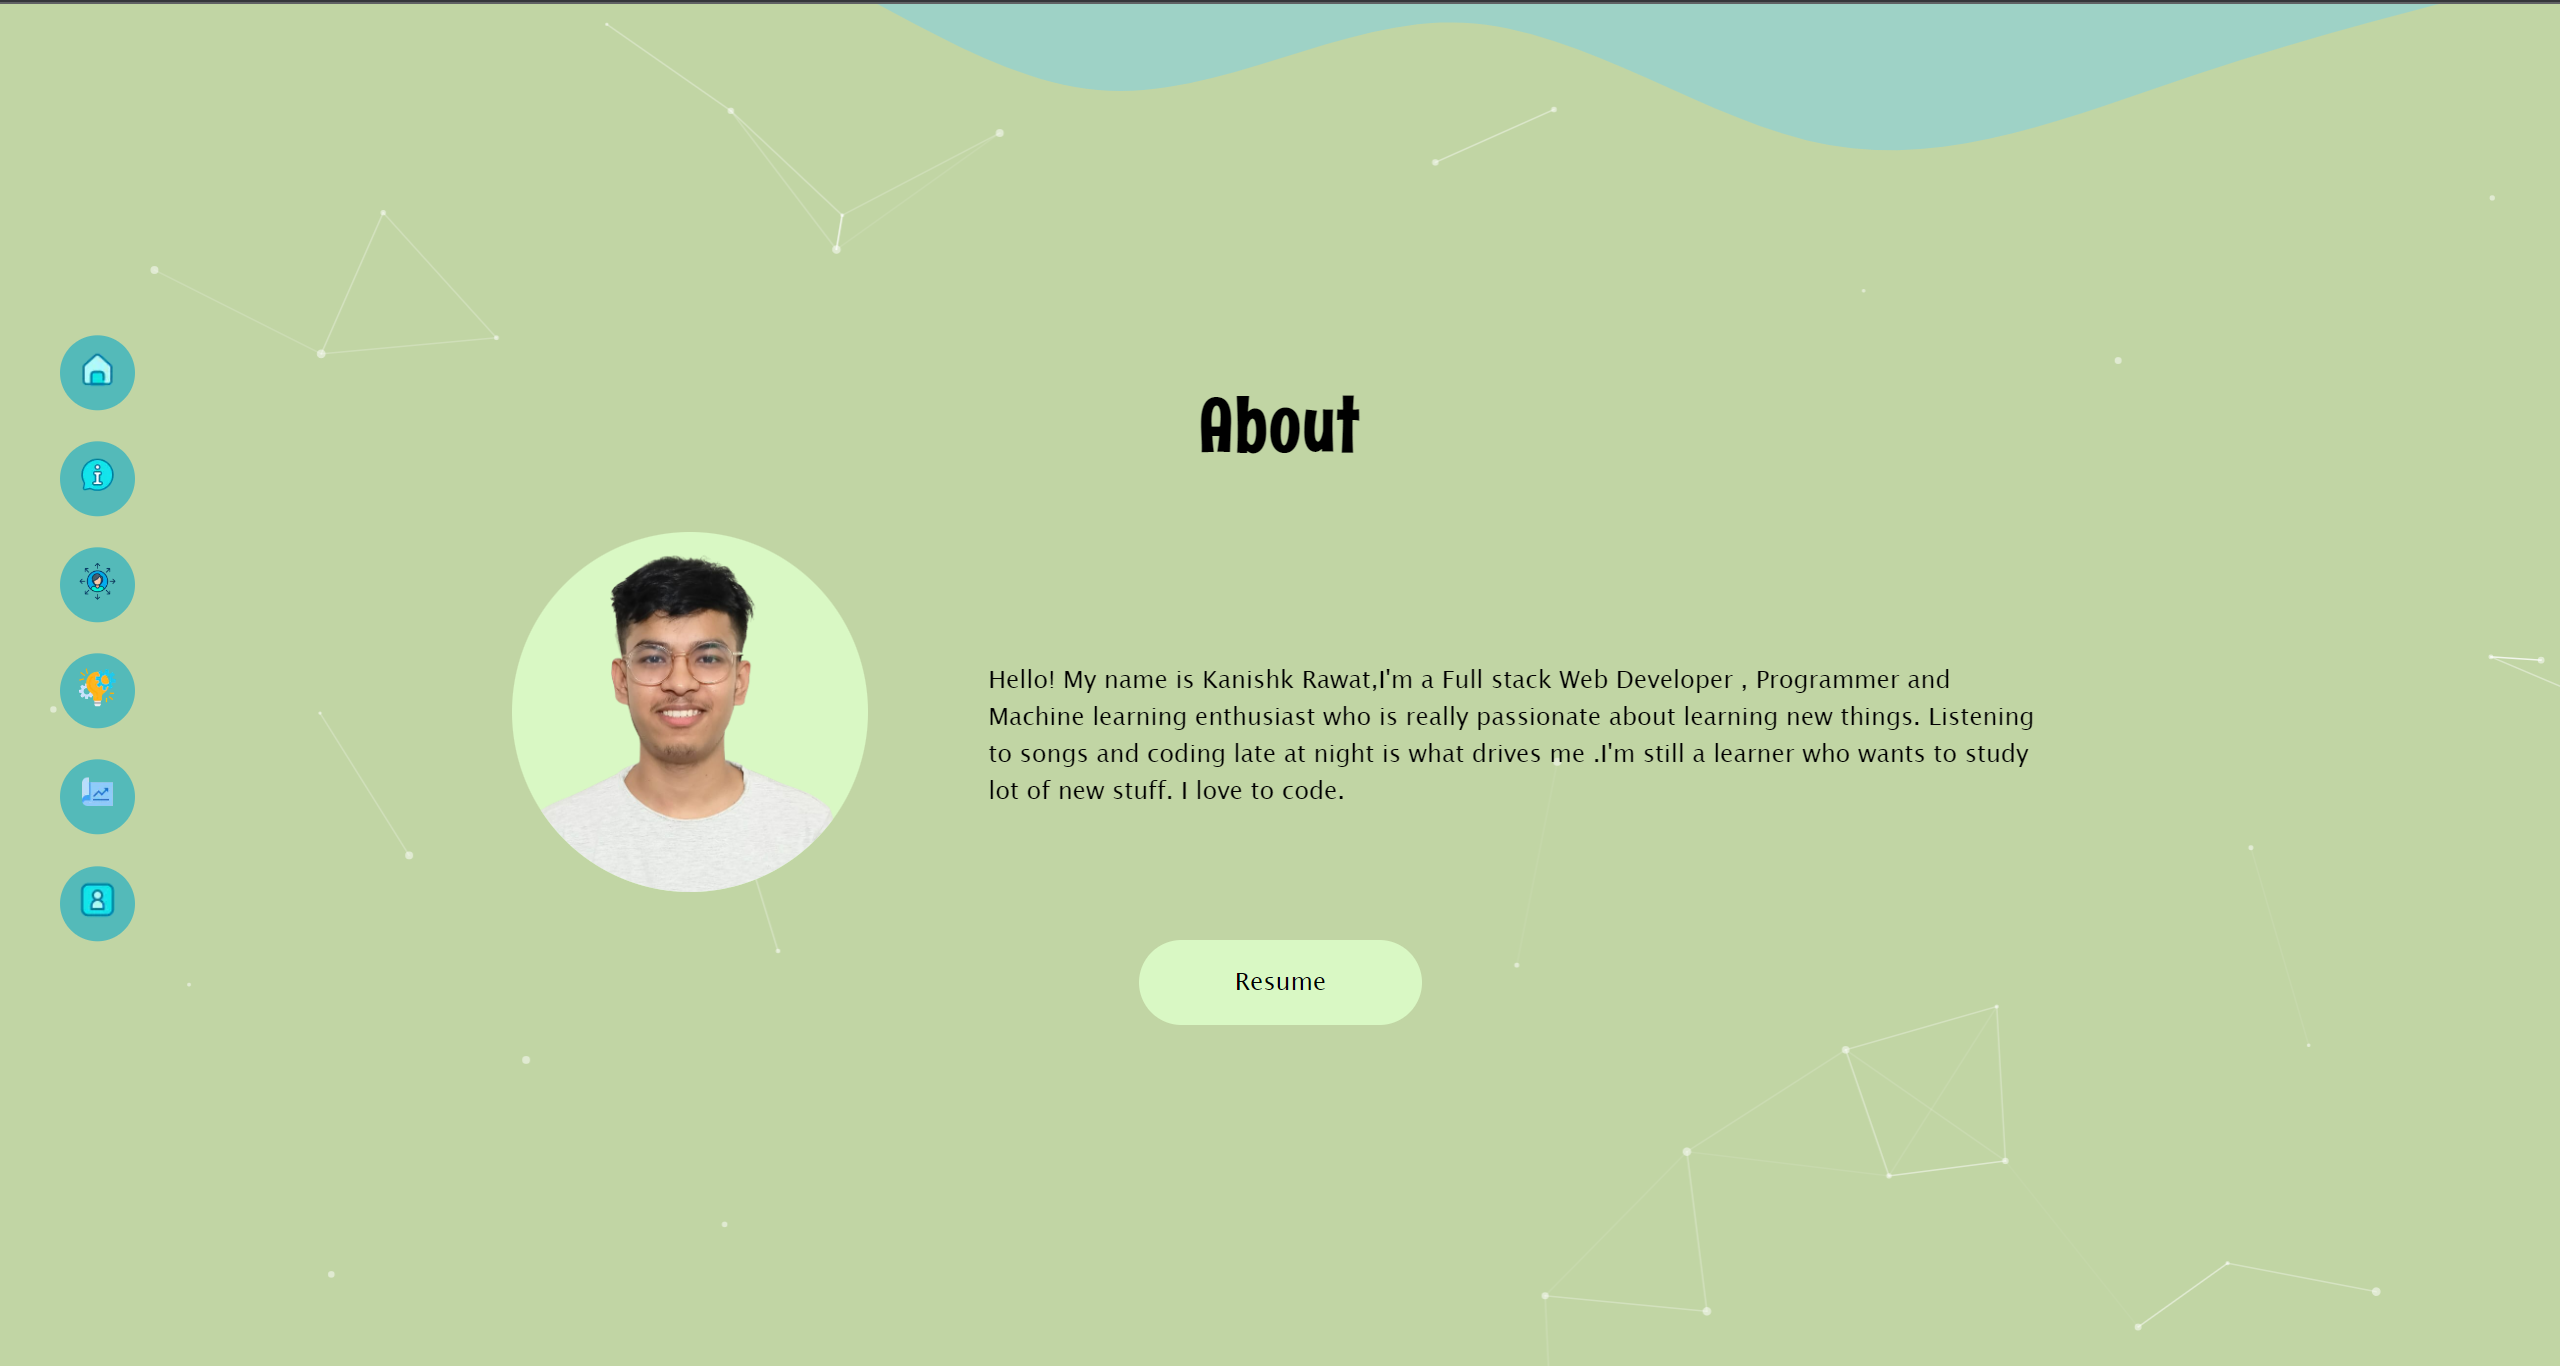 About
Hello! My name is Kanishk Rawat,I'm a Full stack Web Developer , Programmer and
Machine learning enthusiast who is really passionate about learning new things. Listening
to songs and coding late at night is what drives me .I'm still a learner who wants to study
lot of new stuff. I love to code.
Resume